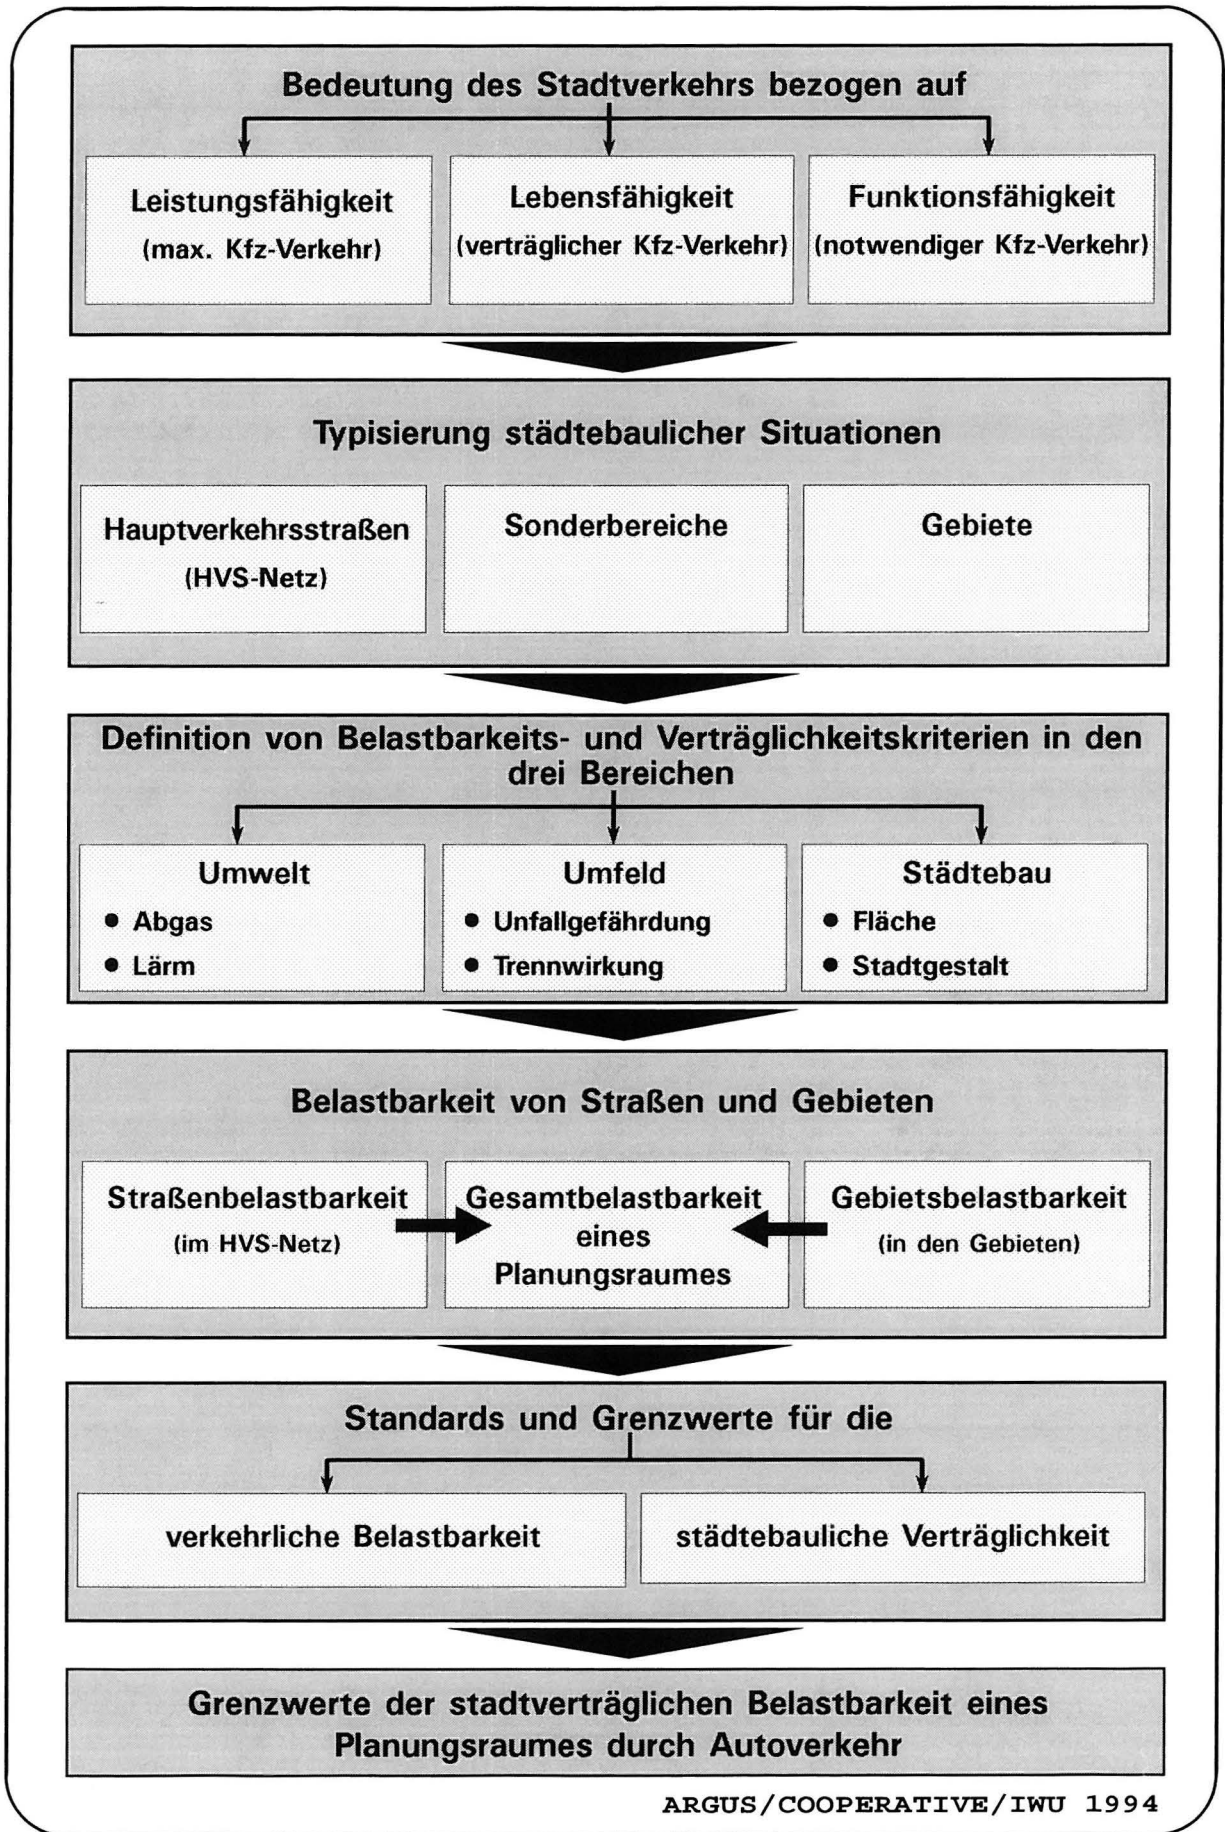 Bedeutung des Stadtverkehrs bezogen auf
Leistungsfähigkeit
(max. Kfz-Verkehr)
Lebensfähigkeit
(verträglicher Kfz-Verkehr)
Funktionsfähigkeit
(notwendiger Kfz-Verkehr)
Typisierung städtebaulicher Situationen
Hauptverkehrsstraßen
(HVS-Netz)
Sonderbereiche
Gebiete
Definition von Belastbarkeits- und Verträglichkeitskriterien in den
drei Bereichen
Umwelt
● Abgas
● Lärm
Umfeld
● Unfallgefährdung
● Trennwirkung
Städtebau
● Fläche
● Stadtgestalt
Belastbarkeit von Straßen und Gebieten
Straßenbelastbarkeit
(im HVS-Netz)
Gesamtbelastbarkeit
eines
Planungsraumes
Gebietsbelastbarkeit
(in den Gebieten)
Standards und Grenzwerte für die
verkehrliche Belastbarkeit
städtebauliche Verträglichkeit
Grenzwerte der stadtverträglichen Belastbarkeit eines
Planungsraumes durch Autoverkehr
ARGUS/COOPERATIVE/IWU 1994